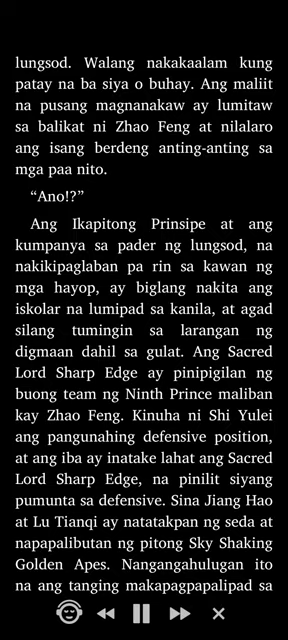 lungsod. Walang nakakaalam kung
patay na ba siya o buhay. Ang maliit
na pusang magnanakaw ay lumitaw
sa balikat ni Zhao Feng at nilalaro
ang isang berdeng anting-anting sa
mga paa nito.
“Ano!?”
Ang Ikapitong Prinsipe at ang
kumpanya sa pader ng lungsod, na
nakikipaglaban pa rin sa kawan ng
mga hayop, ay biglang nakita ang
iskolar na lumipad sa kanila, at agad
silang tumingin sa larangan ng
digmaan dahil sa gulat. Ang Sacred
Lord Sharp Edge ay pinipigilan ng
buong team ng Ninth Prince maliban
kay Zhao Feng. Kinuha ni Shi Yulei
ang pangunahing defensive position,
at ang iba ay inatake lahat ang Sacred
Lord Sharp Edge, na pinilit siyang
pumunta sa defensive. Sina Jiang Hao
at Lu Tianqi ay natatakpan ng seda at
napapalibutan ng pitong Sky Shaking
Golden Apes. Nangangahulugan ito
na ang tanging makapagpapalipad sa